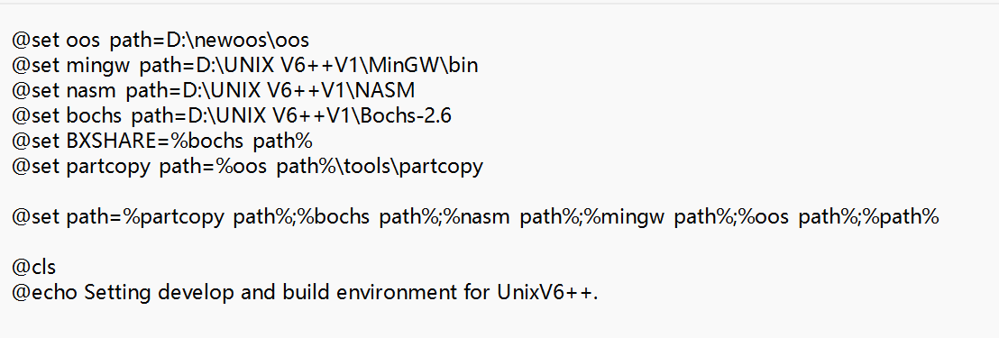 @set oos path=D:\newoos\oos
@set mingw path=D:\UNIX V6++V1\MinGW\bin
@set nasm path=D:\UNIX V6++V1\NASM
@set bochs path=D:\UNIX V6++V1\Bochs-2.6
@set BXSHARE=%bochs path%
@set partcopy path=%oos path%\tools\partcopy
@set path=%partcopy path%;%bochs path%;%nasm path%;%mingw path%;%oos path%;%path%
@cls
@echo Setting develop and build environment for UnixV6++.